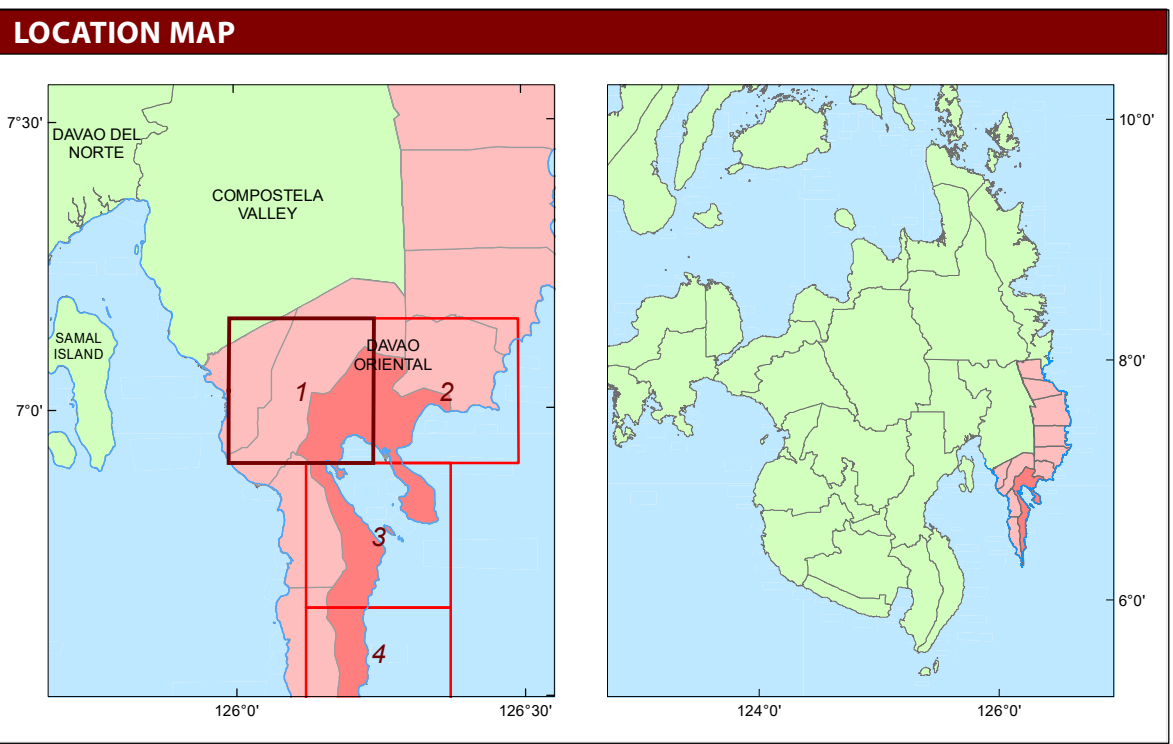 LOCATION MAP
7°30'
DAVAO DEL
NORTE
COMPOSTELA
VALLEY
SAMAL
ISLAND
DAVAO
ORIENTAL
1
2
7°0'
3
4
126°0'
126°30'
10°0'
8°0'
6°0'
124°0'
126°0'